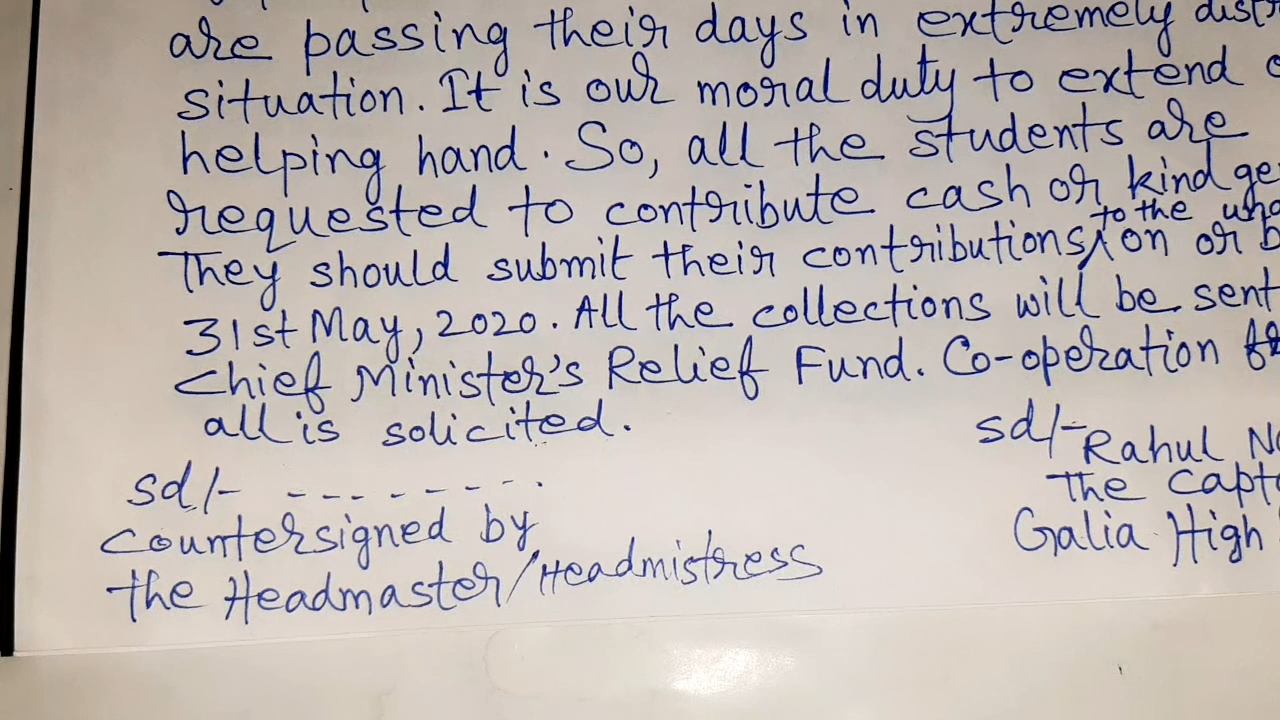 are passing their days in extremely
situation. It is our moral duty to extend
helping hand. So, all the students are
requested to contribute cash or kind
to the
They should submit their contributions on or
31st May, 2020. All the collections will be sent
Chief Minister's Relief Fund. Co-operation
all is solicited.
sd/- Rahul
The
Galia High
sd/- - - - - - - - - .
Countersigned by
the Headmaster/Headmistress